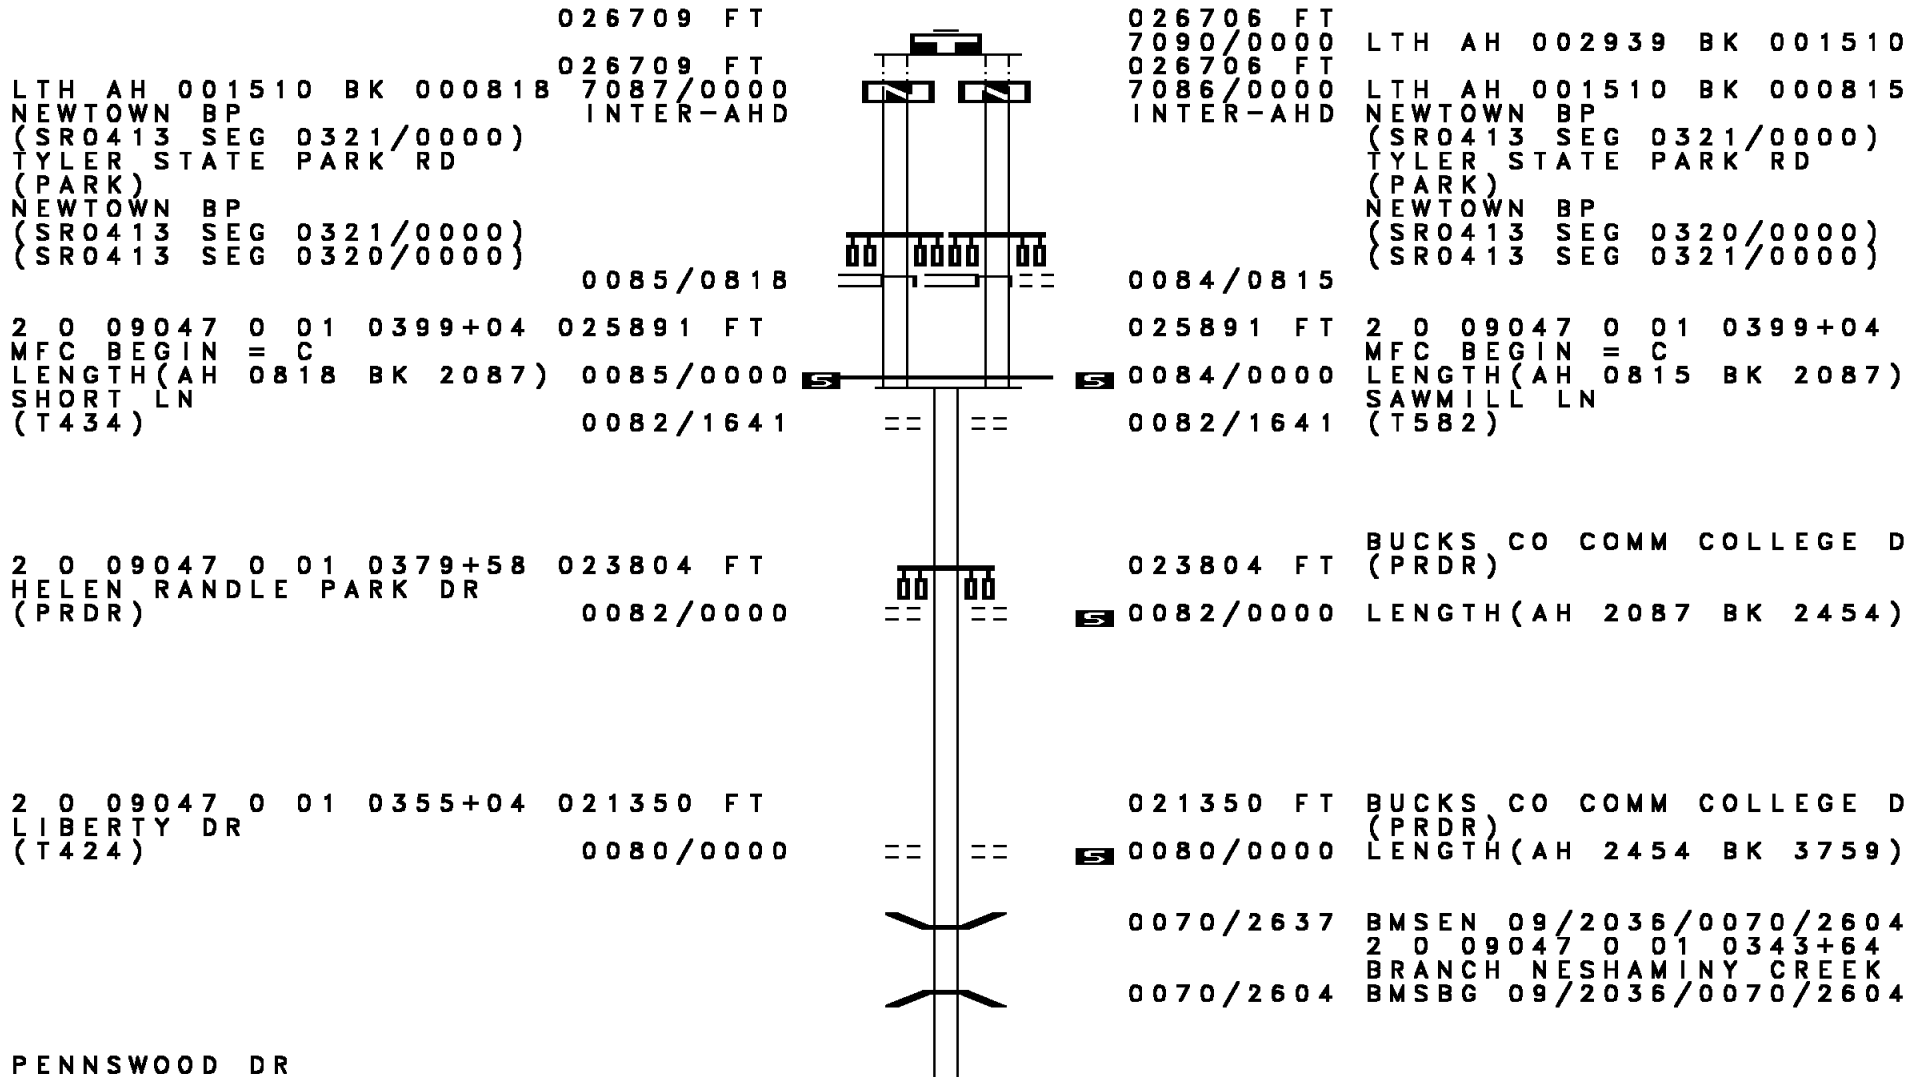 026709 FT 026706 FT
7090/0000 LTH AH 002939 BK 001510
026709 FT 026706 FT
LTH AH 001510 BK 000818 7087/0000 7086/0000 LTH AH 001510 BK 000815
NEWTOWN BP INTER-AHD INTER-AHD NEWTOWN BP
(SR0413 SEG 0321/0000) (SR0413 SEG 0321/0000)
TYLER STATE PARK RD TYLER STATE PARK RD
(PARK) (PARK)
NEWTOWN BP NEWTOWN BP
(SR0413 SEG 0321/0000) (SR0413 SEG 0320/0000)
(SR0413 SEG 0320/0000) (SR0413 SEG 0321/0000)
0085/0818 0084/0815
2 0 09047 0 01 0399+04 025891 FT 025891 FT 2 0 09047 0 01 0399+04
MFC BEGIN = C MFC BEGIN = C
LENGTH(AH 0818 BK 2087) 0085/0000 S S 0084/0000 LENGTH(AH 0815 BK 2087)
SHORT LN SAWMILL LN
(T434) 0082/1641 0082/1641 (T582)
BUCKS CO COMM COLLEGE D
2 0 09047 0 01 0379+58 023804 FT 023804 FT (PRDR)
HELEN RANDLE PARK DR
(PRDR) 0082/0000 S 0082/0000 LENGTH(AH 2087 BK 2454)
2 0 09047 0 01 0355+04 021350 FT 021350 FT BUCKS CO COMM COLLEGE D
LIBERTY DR (PRDR)
(T424) 0080/0000 S 0080/0000 LENGTH(AH 2454 BK 3759)
0070/2637 BMSEN 09/2036/0070/2604
2 0 09047 0 01 0343+64
BRANCH NESHAMINY CREEK
0070/2604 BMSBG 09/2036/0070/2604
PENNSWOOD DR